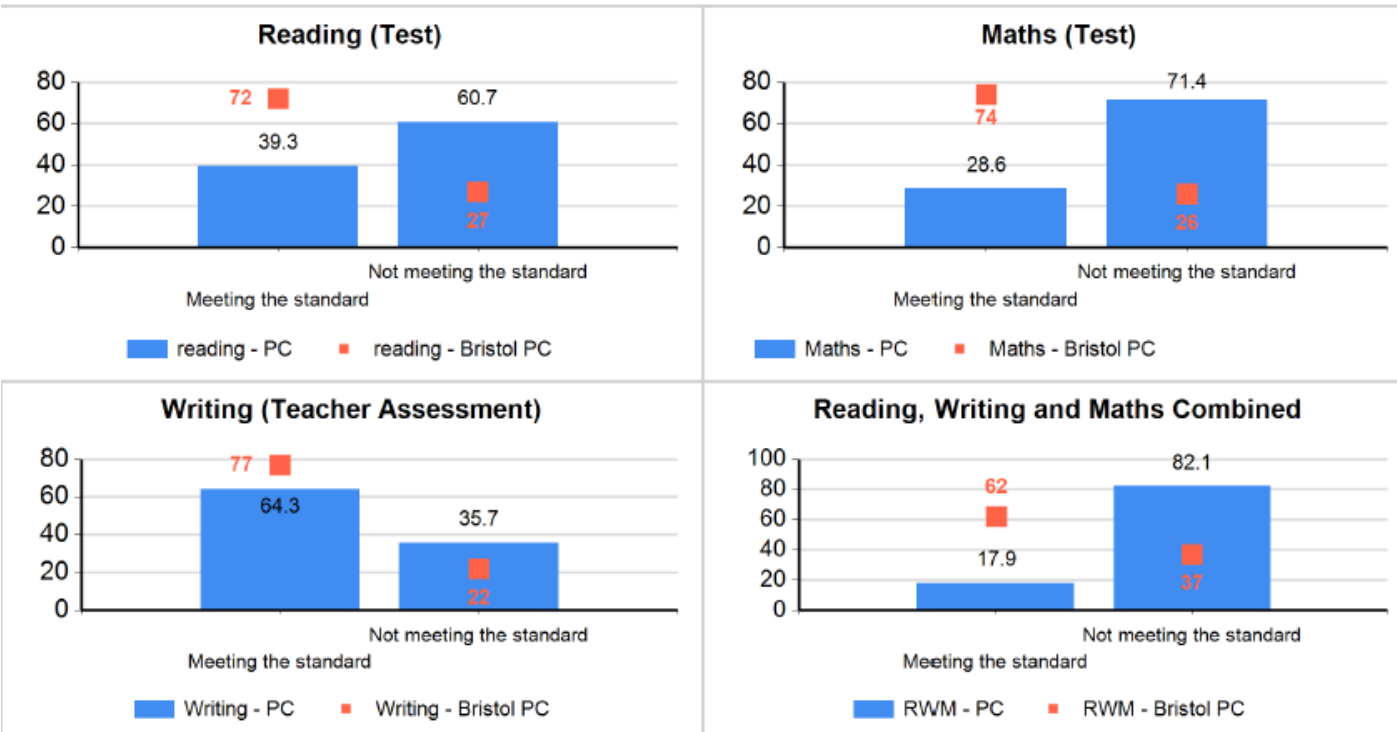 Reading (Test)
80
60
40
20
0
72
39.3
60.7
27
Not meeting the standard
Meeting the standard
reading - PC
reading - Bristol PC
Maths (Test)
80
60
40
20
0
74
28.6
71.4
26
Not meeting the standard
Meeting the standard
Maths - PC
Maths - Bristol PC
Writing (Teacher Assessment)
80
60
40
20
0
77
64.3
35.7
22
Not meeting the standard
Meeting the standard
Writing - PC
Writing - Bristol PC
Reading, Writing and Maths Combined
100
80
60
40
20
0
62
17.9
82.1
37
Not meeting the standard
Meeting the standard
RWM - PC
RWM - Bristol PC